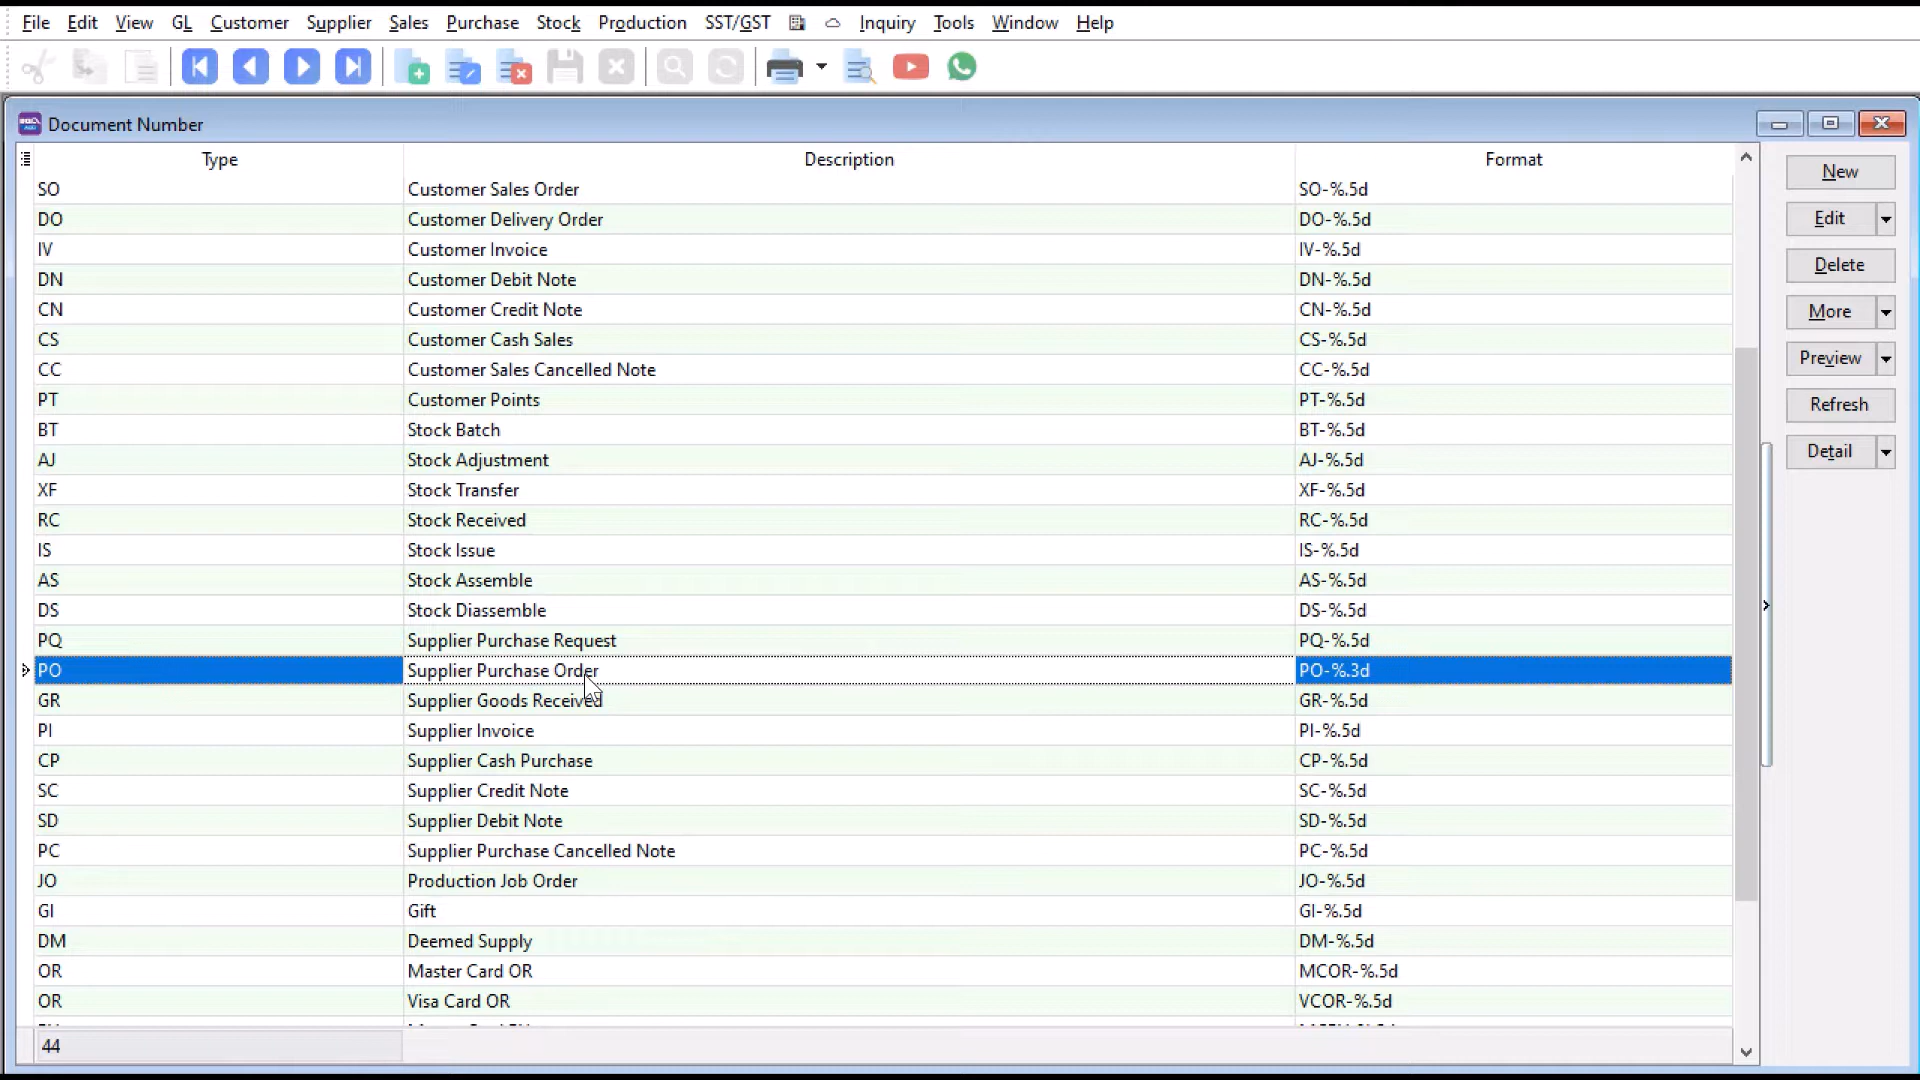 File Edit View GL Customer Supplier Sales Purchase Stock Production SST/GST Inquiry Tools Window Help
Document Number
Type Description Format
SO Customer Sales Order SO-%.5d
DO Customer Delivery Order DO-%.5d
IV Customer Invoice IV-%.5d
DN Customer Debit Note DN-%.5d
CN Customer Credit Note CN-%.5d
CS Customer Cash Sales CS-%.5d
CC Customer Sales Cancelled Note CC-%.5d
PT Customer Points PT-%.5d
BT Stock Batch BT-%.5d
AJ Stock Adjustment AJ-%.5d
XF Stock Transfer XF-%.5d
RC Stock Received RC-%.5d
IS Stock Issue IS-%.5d
AS Stock Assemble AS-%.5d
DS Stock Diassemble DS-%.5d
PQ Supplier Purchase Request PQ-%.5d
PO Supplier Purchase Order PO-%.3d
GR Supplier Goods Received GR-%.5d
PI Supplier Invoice PI-%.5d
CP Supplier Cash Purchase CP-%.5d
SC Supplier Credit Note SC-%.5d
SD Supplier Debit Note SD-%.5d
PC Supplier Purchase Cancelled Note PC-%.5d
JO Production Job Order JO-%.5d
GI Gift GI-%.5d
DM Deemed Supply DM-%.5d
OR Master Card OR MCOR-%.5d
OR Visa Card OR VCOR-%.5d
44
New
Edit
Delete
More
Preview
Refresh
Detail